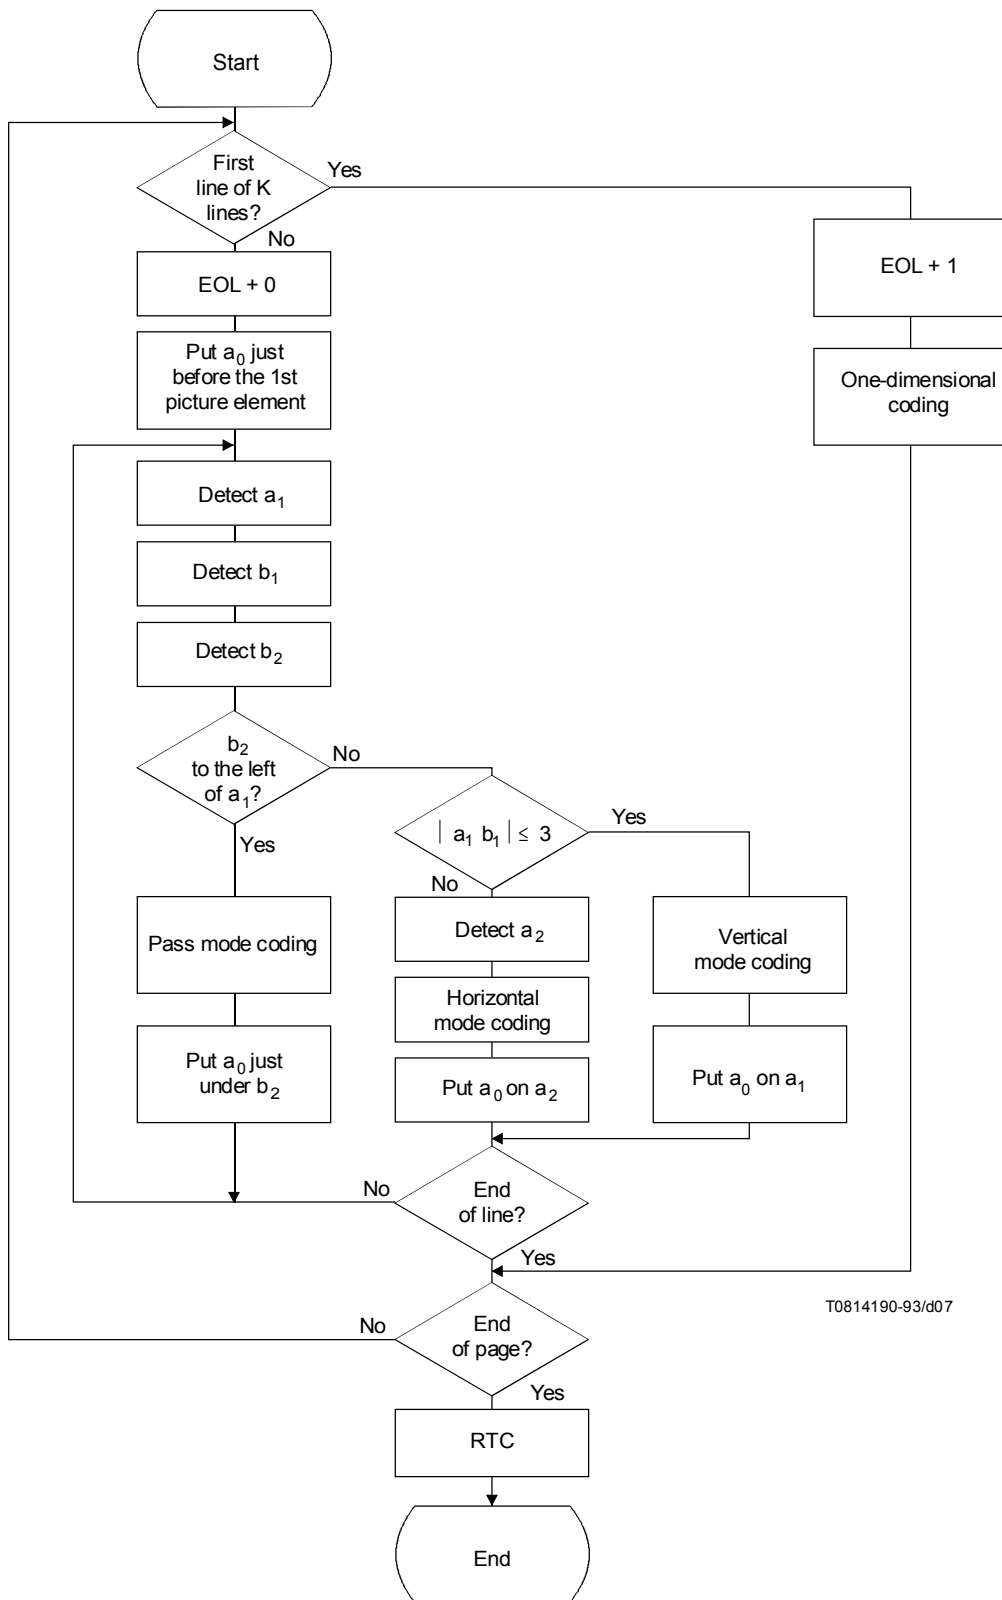 Start
First
line of K
lines?
Yes
No
EOL + 0
EOL + 1
Put a0 just
before the 1st
picture element
One-dimensional
coding
Detect a1
Detect b1
Detect b2
b2
to the left
of a1?
No
Yes
| a1 b1 | ≤ 3
Yes
No
Pass mode coding
Detect a2
Vertical
mode coding
Horizontal
mode coding
Put a0 just
under b2
Put a0 on a2
Put a0 on a1
End
of line?
No
Yes
T0814190-93/d07
End
of page?
No
Yes
RTC
End